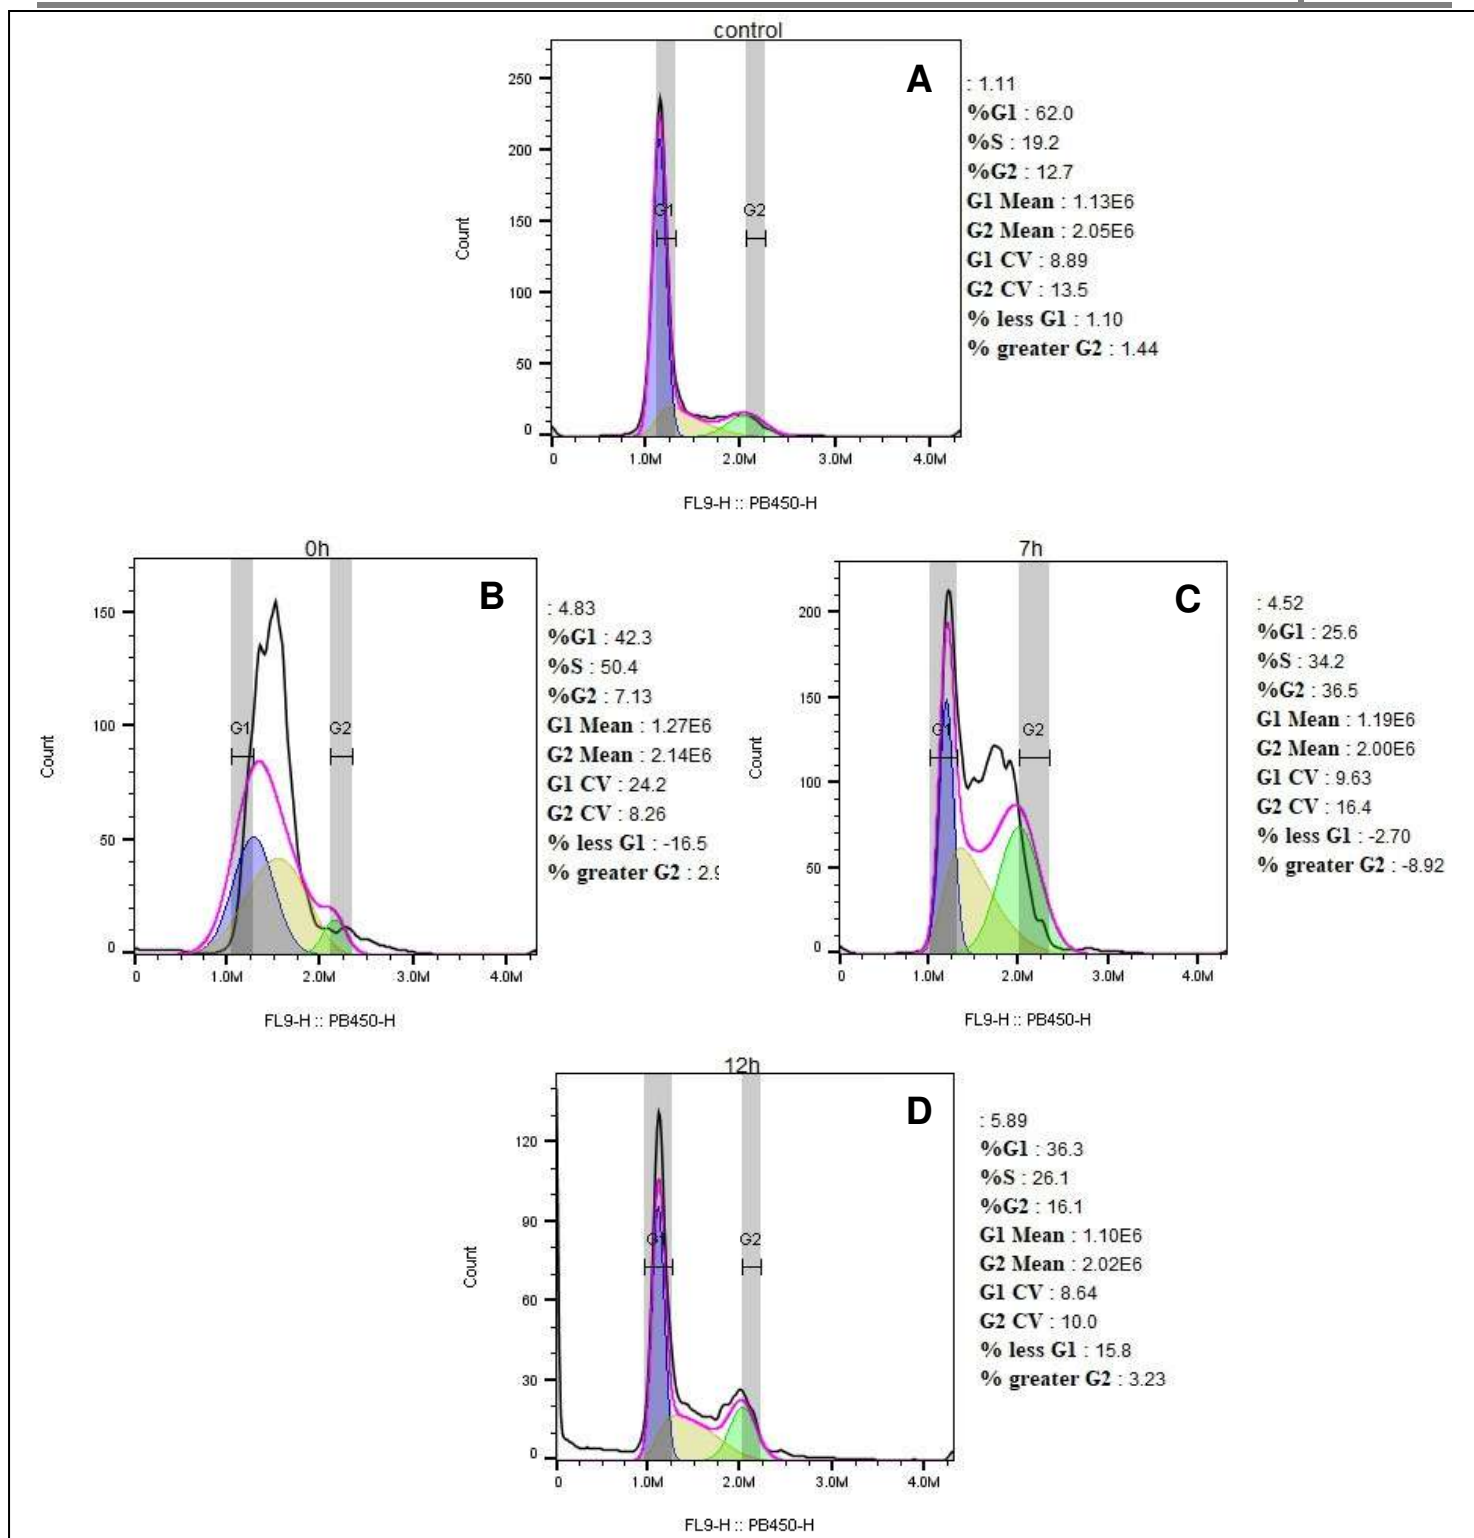 control
A
250
200
150
100
50
0
Count
G1
G2
0
1.0M
2.0M
3.0M
4.0M
FL9-H :: PB450-H
: 1.11
%G1 : 62.0
%S : 19.2
%G2 : 12.7
G1 Mean : 1.13E6
G2 Mean : 2.05E6
G1 CV : 8.89
G2 CV : 13.5
% less G1 : 1.10
% greater G2 : 1.44
0h
B
150
100
50
0
Count
G1
G2
0
1.0M
2.0M
3.0M
4.0M
FL9-H :: PB450-H
: 4.83
%G1 : 42.3
%S : 50.4
%G2 : 7.13
G1 Mean : 1.27E6
G2 Mean : 2.14E6
G1 CV : 24.2
G2 CV : 8.26
% less G1 : -16.5
% greater G2 : 2.9
7h
C
200
150
100
50
0
Count
G1
G2
0
1.0M
2.0M
3.0M
4.0M
FL9-H :: PB450-H
: 4.52
%G1 : 25.6
%S : 34.2
%G2 : 36.5
G1 Mean : 1.19E6
G2 Mean : 2.00E6
G1 CV : 9.63
G2 CV : 16.4
% less G1 : -2.70
% greater G2 : -8.92
12h
D
120
90
60
30
0
Count
G1
G2
0
1.0M
2.0M
3.0M
4.0M
FL9-H :: PB450-H
: 5.89
%G1 : 36.3
%S : 26.1
%G2 : 16.1
G1 Mean : 1.10E6
G2 Mean : 2.02E6
G1 CV : 8.64
G2 CV : 10.0
% less G1 : 15.8
% greater G2 : 3.23